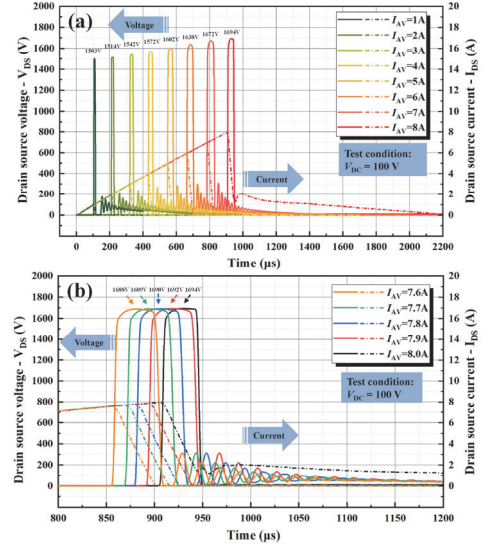 (a)
Voltage
1503V 1514V 1542V 1572V 1602V 1638V 1672V 1694V
I_AV=1A
I_AV=2A
I_AV=3A
I_AV=4A
I_AV=5A
I_AV=6A
I_AV=7A
I_AV=8A
Test condition:
V_DC = 100 V
Current
Drain source voltage - V_DS (V)
2000
1800
1600
1400
1200
1000
800
600
400
200
0
Drain source current - I_DS (A)
20
18
16
14
12
10
8
6
4
2
0
0 200 400 600 800 1000 1200 1400 1600 1800 2000 2200
Time (μs)
(b)
Voltage
1688V 1689V 1690V 1692V 1694V
I_AV=7.6A
I_AV=7.7A
I_AV=7.8A
I_AV=7.9A
I_AV=8.0A
Test condition:
V_DC = 100 V
Current
Drain source voltage - V_DS (V)
2000
1800
1600
1400
1200
1000
800
600
400
200
0
Drain source current - I_DS (A)
20
18
16
14
12
10
8
6
4
2
0
800 850 900 950 1000 1050 1100 1150 1200
Time (μs)